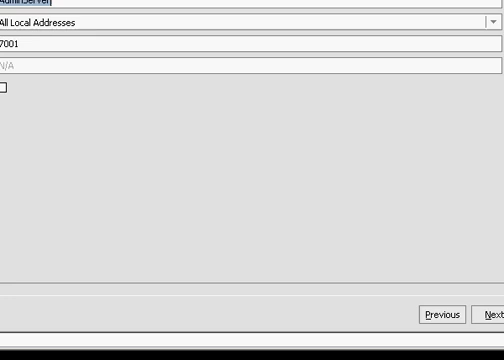 AdminServer
All Local Addresses
7001
N/A
Previous Next